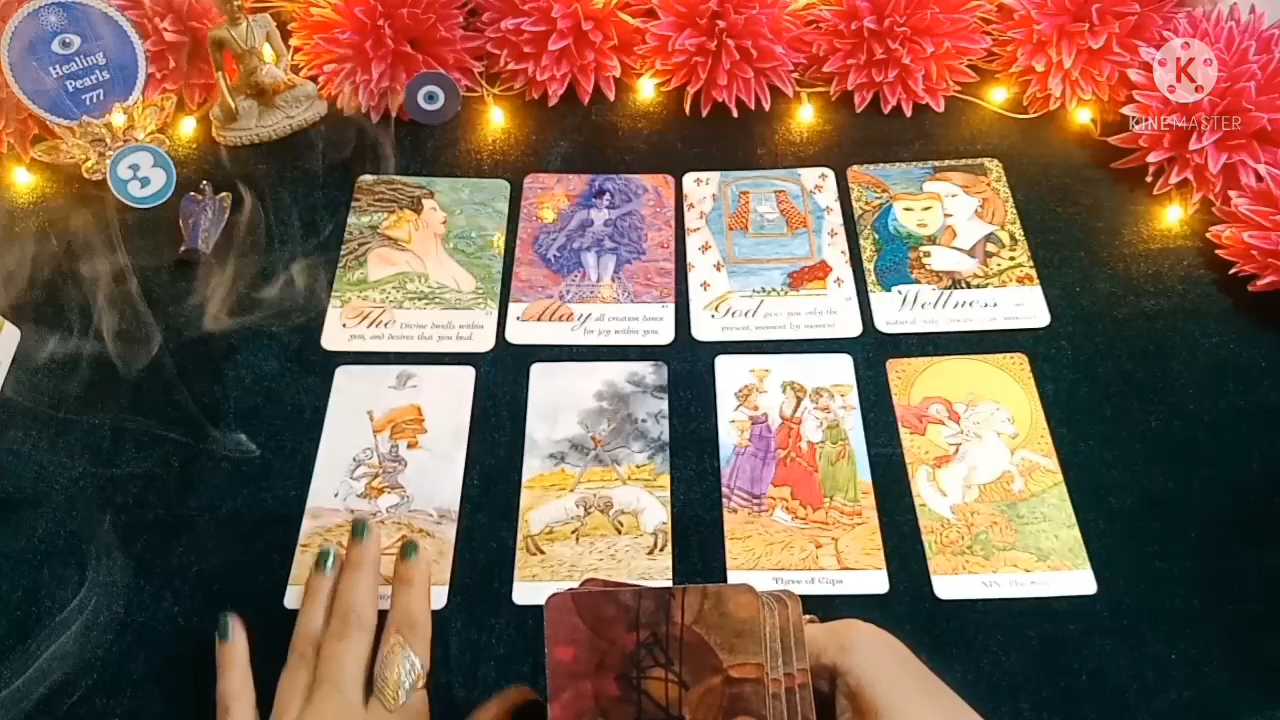 Healing
Pearls
777
KINEMASTER
3
The Divine dwells within
you, and desires that you heal.
May all creation dance
for joy within you.
God gives you only the
present, moment by moment
Wellness
Three of Cups
XIX. The Sun